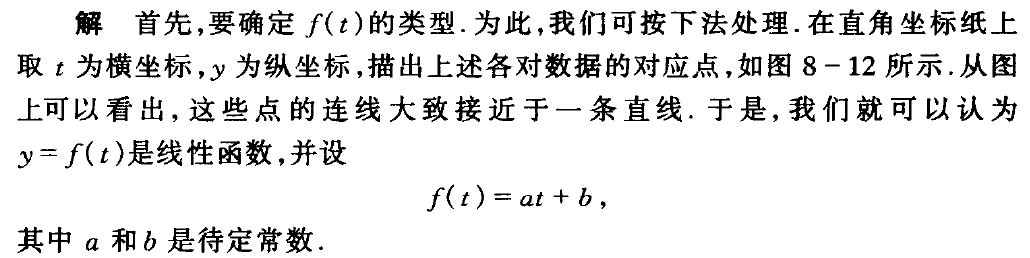 解 首先,要确定 f(t)的类型.为此,我们可按下法处理.在直角坐标纸上
取 t 为横坐标,y 为纵坐标,描出上述各对数据的对应点,如图 8-12 所示.从图
上可以看出,这些点的连线大致接近于一条直线.于是,我们就可以认为
y=f(t)是线性函数,并设
f(t)=at+b,
其中 a 和 b 是待定常数.